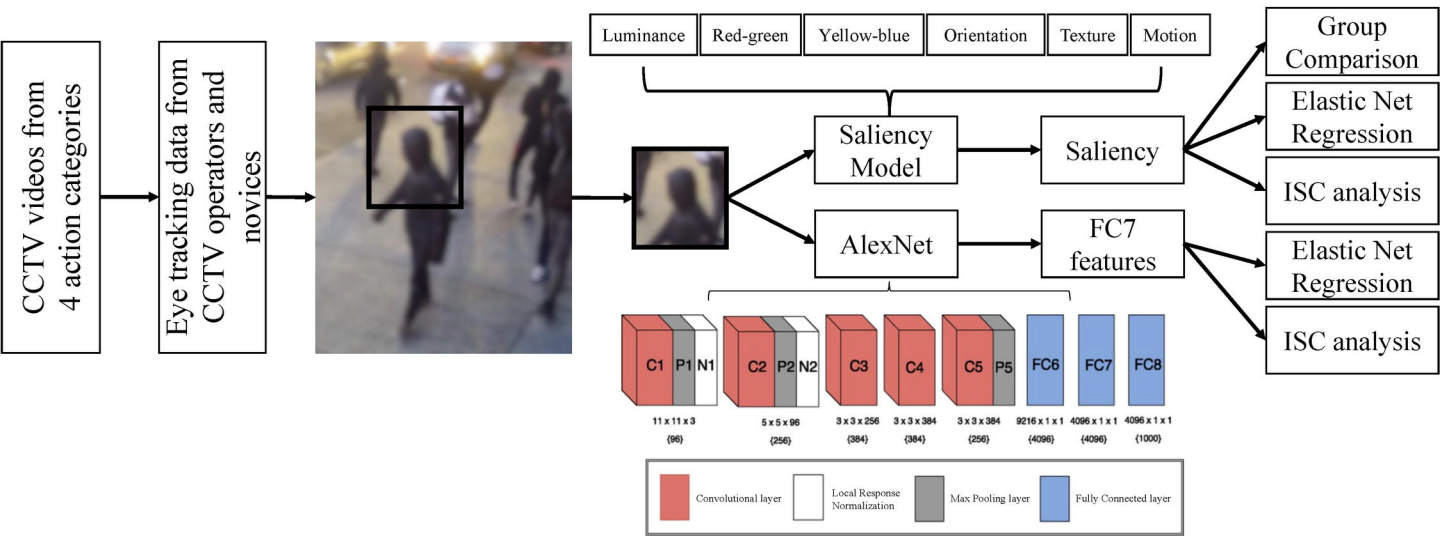 CCTV videos from
4 action categories
Eye tracking data from
CCTV operators and
novices
Luminance
Red-green
Yellow-blue
Orientation
Texture
Motion
Saliency
Model
Saliency
Group
Comparison
Elastic Net
Regression
ISC analysis
AlexNet
FC7
features
Elastic Net
Regression
ISC analysis
C1 P1 N1
C2 P2 N2
C3
C4
C5 P5
FC6
FC7
FC8
11 x 11 x 3
5 x 5 x 96
3 x 3 x 256
3 x 3 x 384
3 x 3 x 384
9216 x 1 x 1
4096 x 1 x 1
4096 x 1 x 1
{96}
{256}
{384}
{384}
{256}
{4096}
{4096}
{1000}
Convolutional layer
Local Response
Normalization
Max Pooling layer
Fully Connected layer